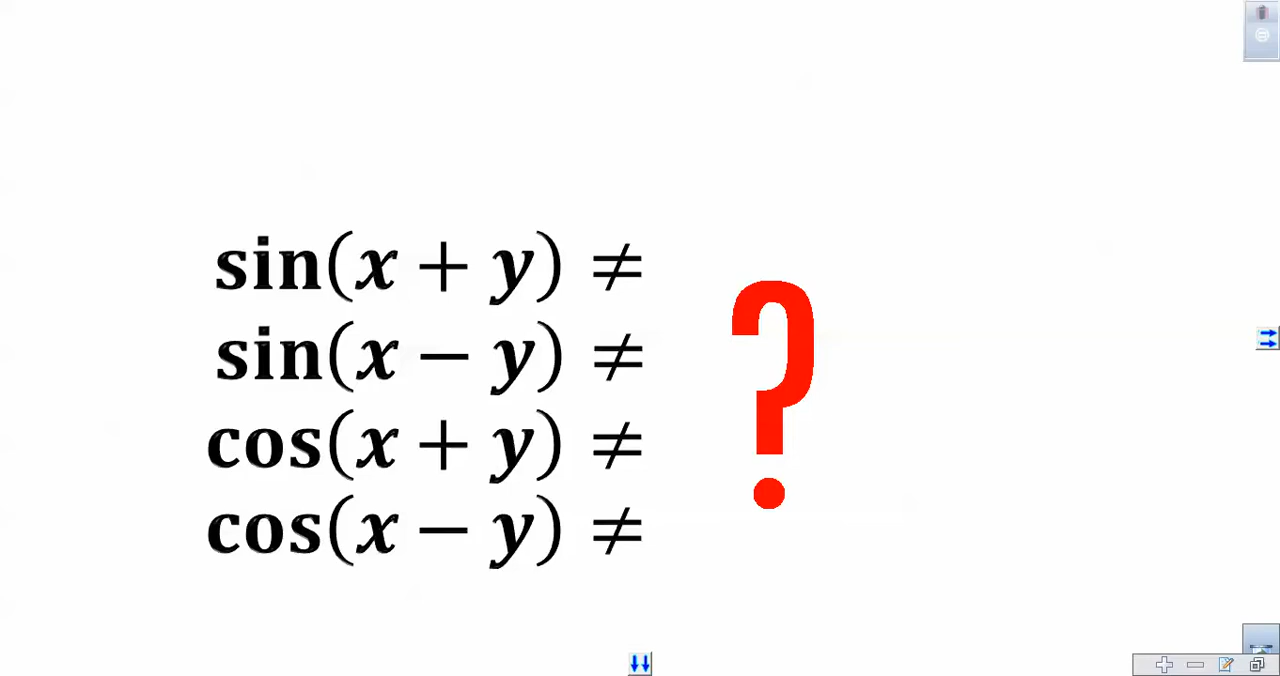 sin(x + y) ≠
sin(x − y) ≠
cos(x + y) ≠
cos(x − y) ≠
?